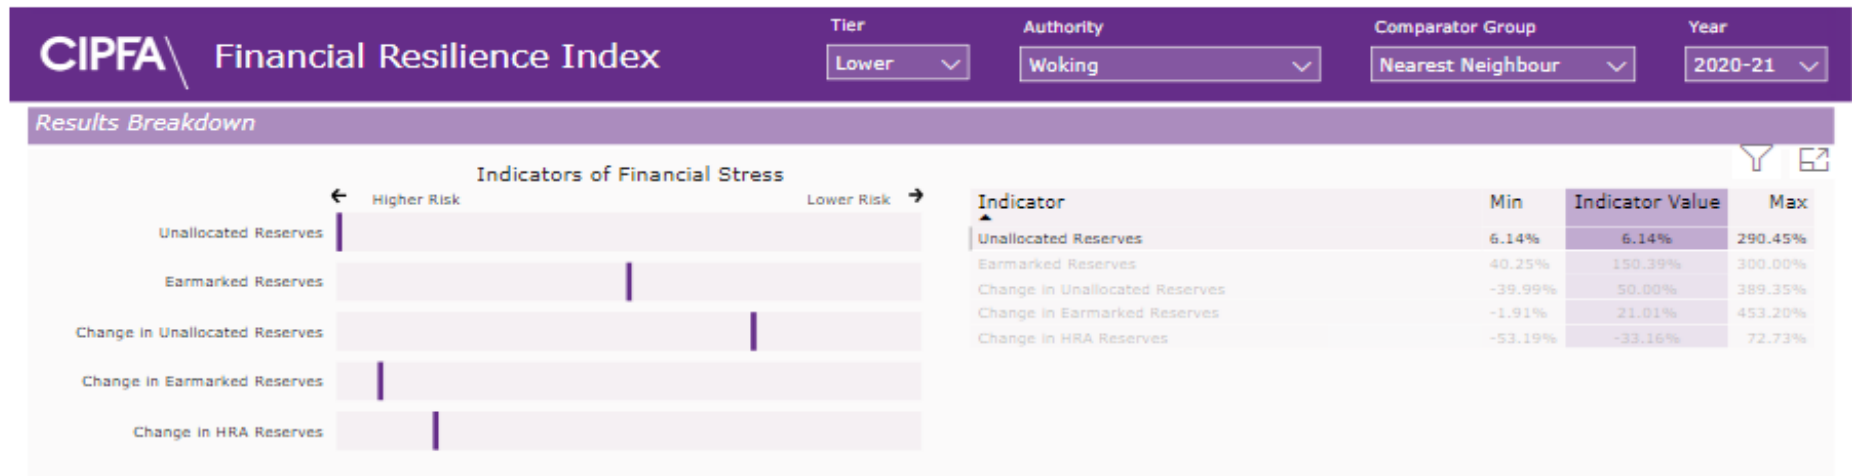 CIPFA\ Financial Resilience Index
Tier Authority Comparator Group Year
Lower Woking Nearest Neighbour 2020-21
Results Breakdown
Indicators of Financial Stress
← Higher Risk Lower Risk →
Unallocated Reserves
Earmarked Reserves
Change in Unallocated Reserves
Change in Earmarked Reserves
Change in HRA Reserves
Indicator Min Indicator Value Max
Unallocated Reserves 6.14% 6.14% 290.45%
Earmarked Reserves 40.25% 150.39% 300.00%
Change in Unallocated Reserves -39.99% 50.00% 389.35%
Change in Earmarked Reserves -1.91% 21.01% 453.20%
Change in HRA Reserves -53.19% -33.16% 72.73%